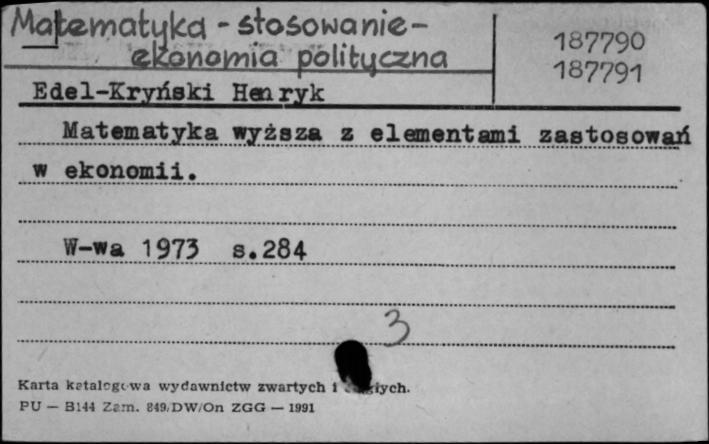 Matematyka - stosowanie -
ekonomia polityczna
187790
187791
Edel-Kryński Henryk
Matematyka wyższa z elementami zastosowań
w ekonomii.
W-wa 1973 s.284
3
Karta katalogowa wydawnictw zwartych i
PU — B144 Zam. 849/DW/On ZGG — 1991